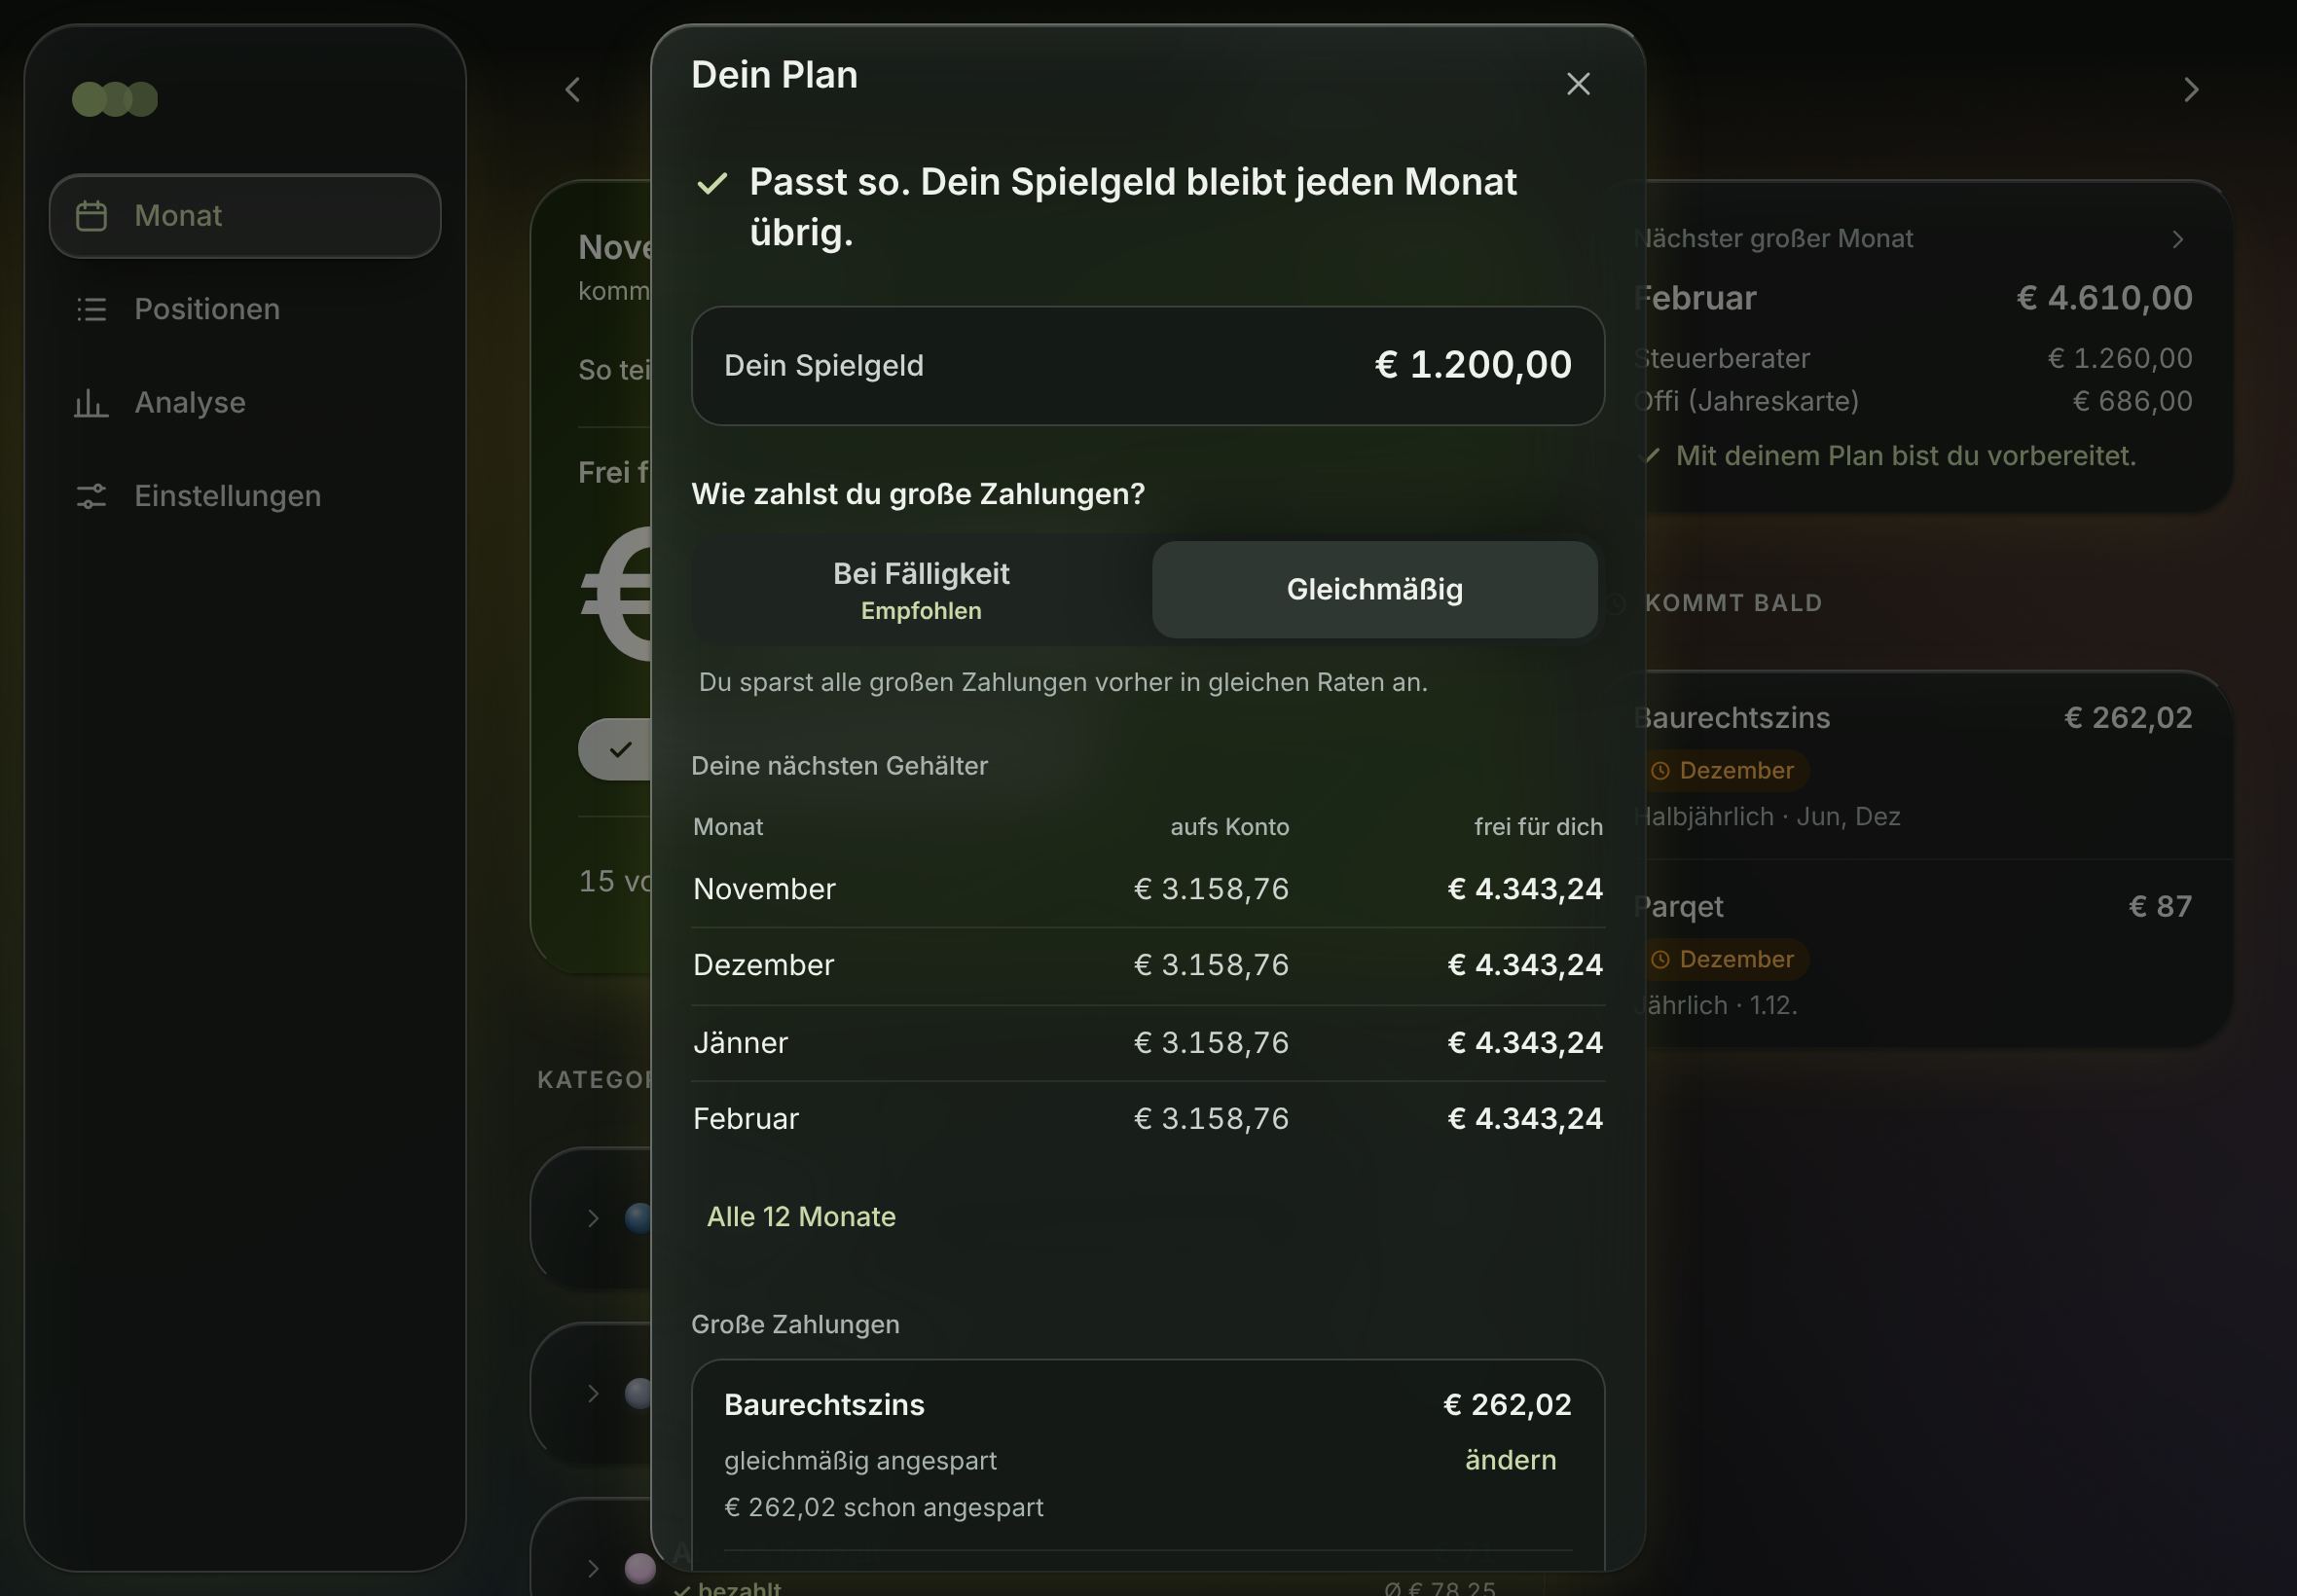 Monat
Positionen
Analyse
Einstellungen
Nove
komm
So tei
Frei f
€
15 vo
KATEGOR
Dein Plan
Passt so. Dein Spielgeld bleibt jeden Monat
übrig.
Dein Spielgeld € 1.200,00
Wie zahlst du große Zahlungen?
Bei Fälligkeit
Empfohlen
Gleichmäßig
Du sparst alle großen Zahlungen vorher in gleichen Raten an.
Deine nächsten Gehälter
Monat aufs Konto frei für dich
November € 3.158,76 € 4.343,24
Dezember € 3.158,76 € 4.343,24
Jänner € 3.158,76 € 4.343,24
Februar € 3.158,76 € 4.343,24
Alle 12 Monate
Große Zahlungen
Baurechtszins € 262,02
gleichmäßig angespart ändern
€ 262,02 schon angespart
bezahlt Ø € 78,25
Nächster großer Monat
Februar € 4.610,00
Steuerberater € 1.260,00
Öffi (Jahreskarte) € 686,00
Mit deinem Plan bist du vorbereitet.
KOMMT BALD
Baurechtszins € 262,02
Dezember
Halbjährlich · Jun, Dez
Parqet € 87
Dezember
Jährlich · 1.12.